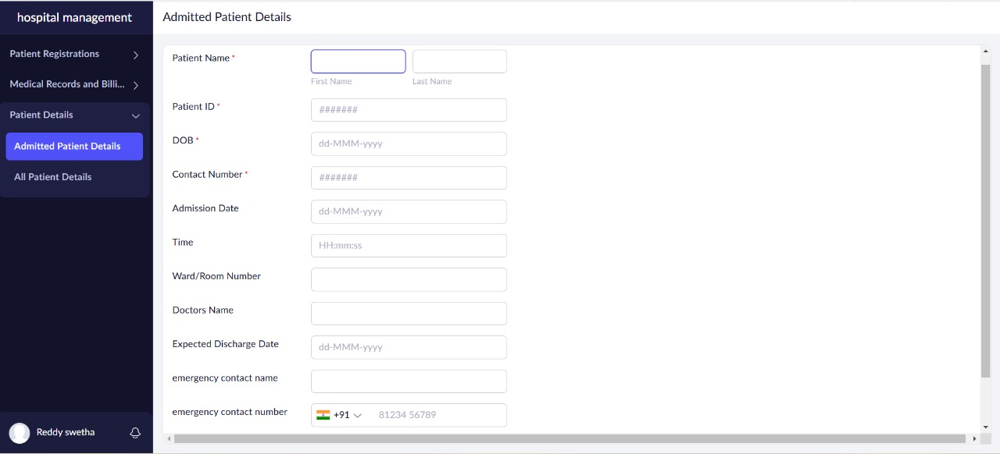 hospital management
Patient Registrations
Medical Records and Billi...
Patient Details
Admitted Patient Details
All Patient Details
Reddy swetha
Admitted Patient Details
Patient Name *
First Name
Last Name
Patient ID *
#######
DOB *
dd-MMM-yyyy
Contact Number *
#######
Admission Date
dd-MMM-yyyy
Time
HH:mm:ss
Ward/Room Number
Doctors Name
Expected Discharge Date
dd-MMM-yyyy
emergency contact name
emergency contact number
+91
81234 56789